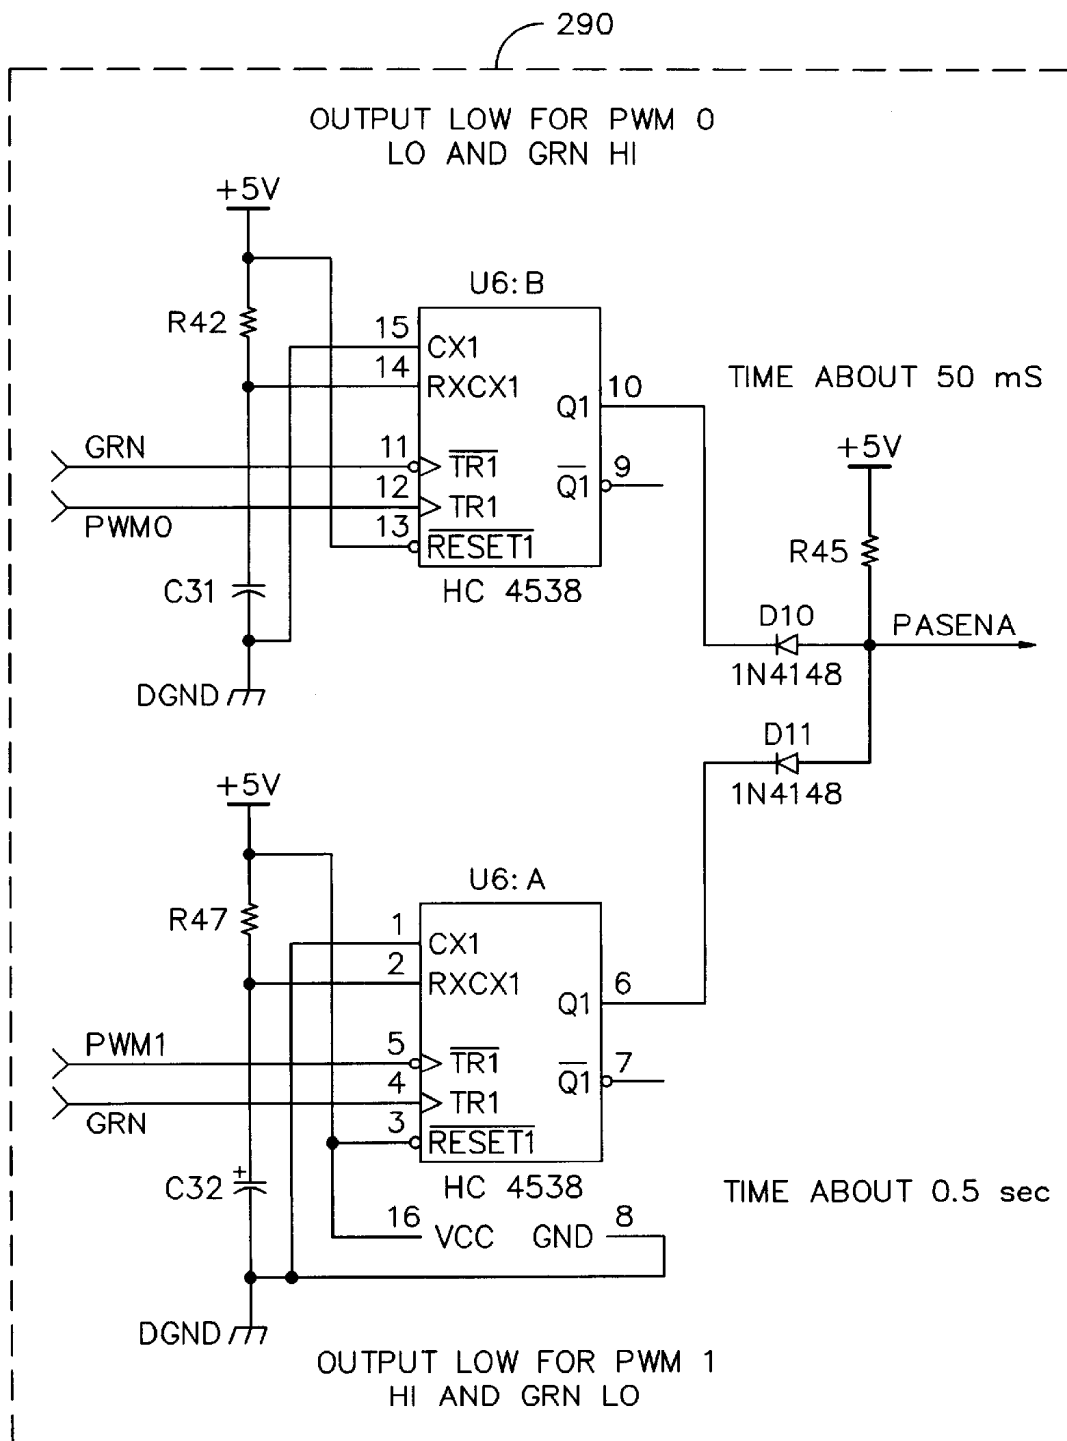 290
OUTPUT LOW FOR PWM 0
LO AND GRN HI
+5V
U6:B
R42
15
CX1
14
RXCX1
Q1
10
TIME ABOUT 50 mS
+5V
GRN
11
TR1
12
TR1
PWM0
13
RESET1
Q1
9
R45
C31
HC 4538
D10
PASENA
1N4148
DGND
D11
1N4148
+5V
U6:A
R47
1
CX1
2
RXCX1
Q1
6
PWM1
5
TR1
4
TR1
GRN
3
RESET1
Q1
7
+
C32
HC 4538
TIME ABOUT 0.5 sec
16
VCC
GND
8
DGND
OUTPUT LOW FOR PWM 1
HI AND GRN LO